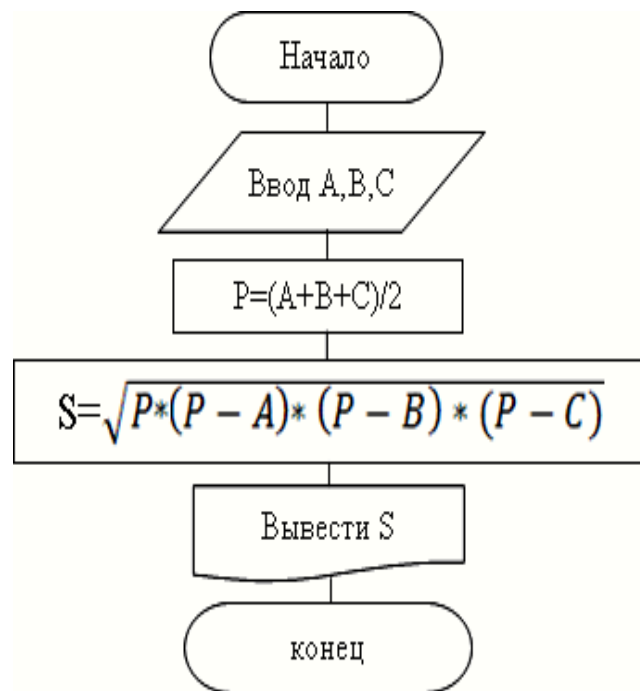 Начало
Ввод A,B,C
P=(A+B+C)/2
S=√P*(P − A)* (P − B) * (P − C)
Вывести S
конец